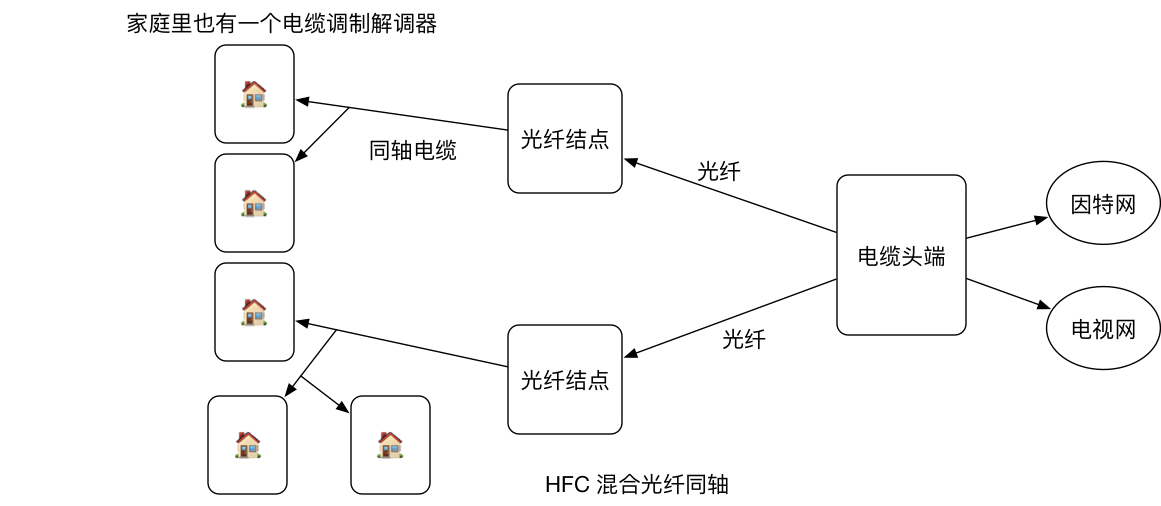 家庭里也有一个电缆调制解调器
光纤结点
同轴电缆
光纤
因特网
电缆头端
电视网
光纤
光纤结点
HFC 混合光纤同轴